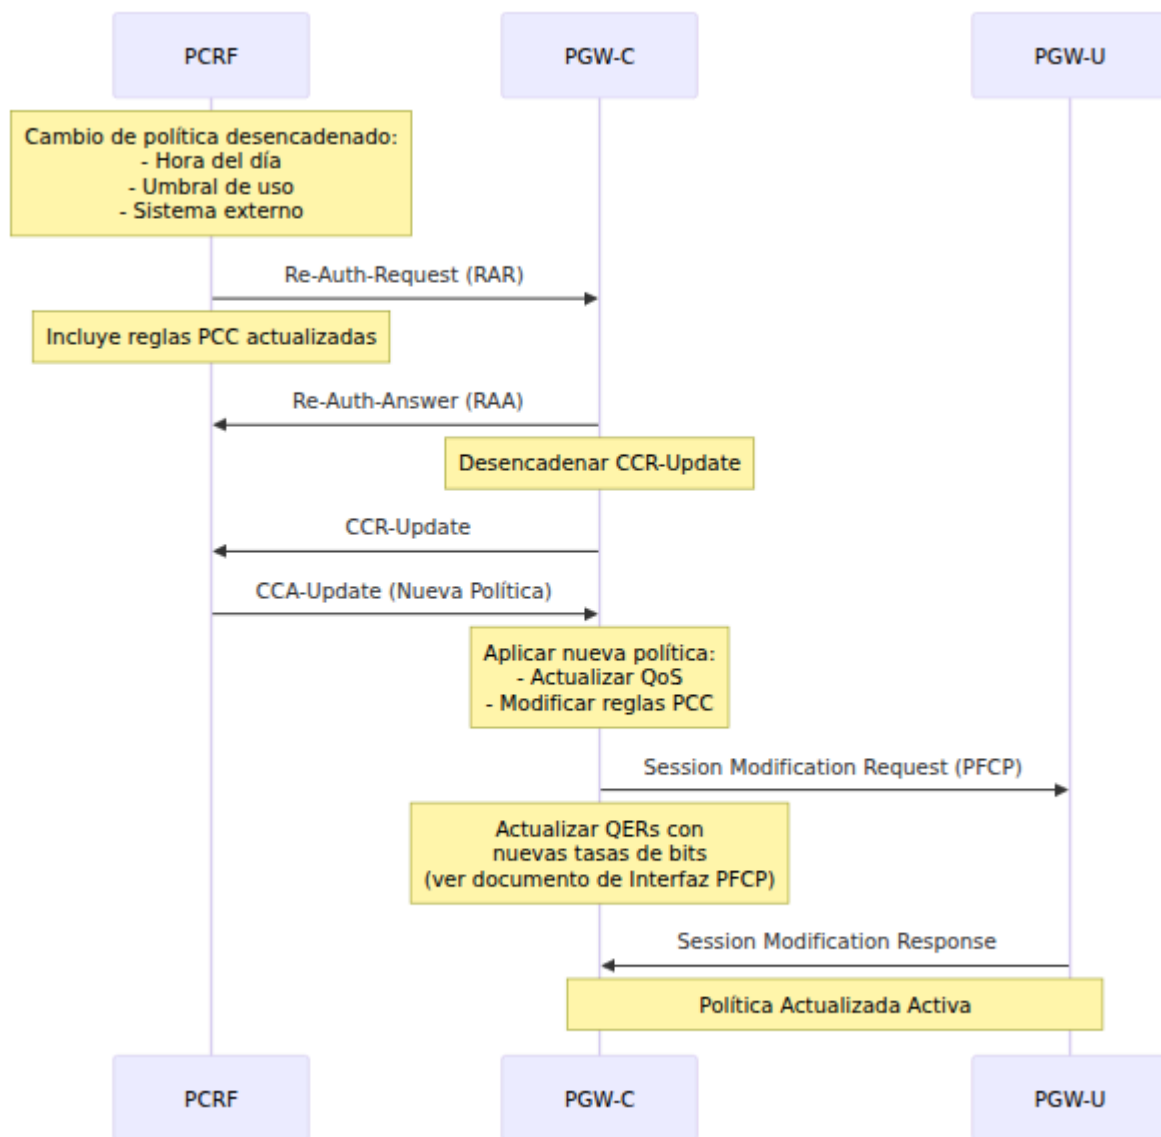 PCRF
PGW-C
PGW-U
Cambio de política desencadenado:
- Hora del día
- Umbral de uso
- Sistema externo
Re-Auth-Request (RAR)
Incluye reglas PCC actualizadas
Re-Auth-Answer (RAA)
Desencadenar CCR-Update
CCR-Update
CCA-Update (Nueva Política)
Aplicar nueva política:
- Actualizar QoS
- Modificar reglas PCC
Session Modification Request (PFCP)
Actualizar QERs con
nuevas tasas de bits
(ver documento de Interfaz PFCP)
Session Modification Response
Política Actualizada Activa
PCRF
PGW-C
PGW-U